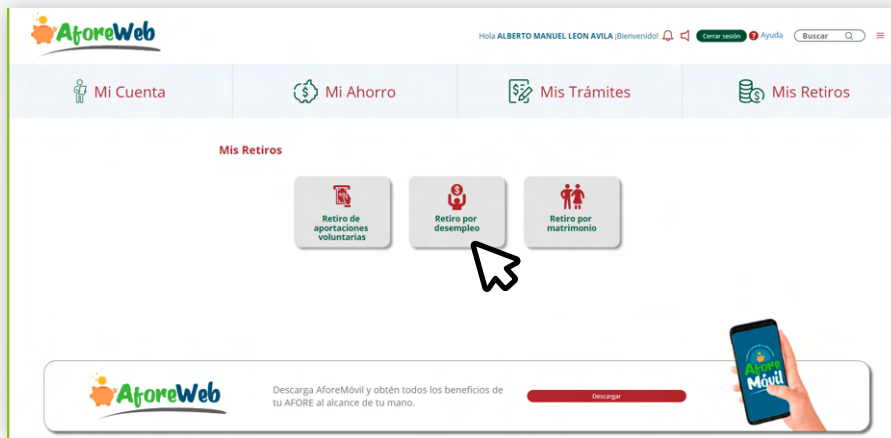 AforeWeb
Hola ALBERTO MANUEL LEON AVILA ¡Bienvenido!
Cerrar sesión
? Ayuda
Buscar
Mi Cuenta
Mi Ahorro
Mis Trámites
Mis Retiros
Mis Retiros
Retiro de
aportaciones
voluntarias
Retiro por
desempleo
Retiro por
matrimonio
AforeWeb
Descarga AforeMóvil y obtén todos los beneficios de
tu AFORE al alcance de tu mano.
Descargar
Afore
Móvil